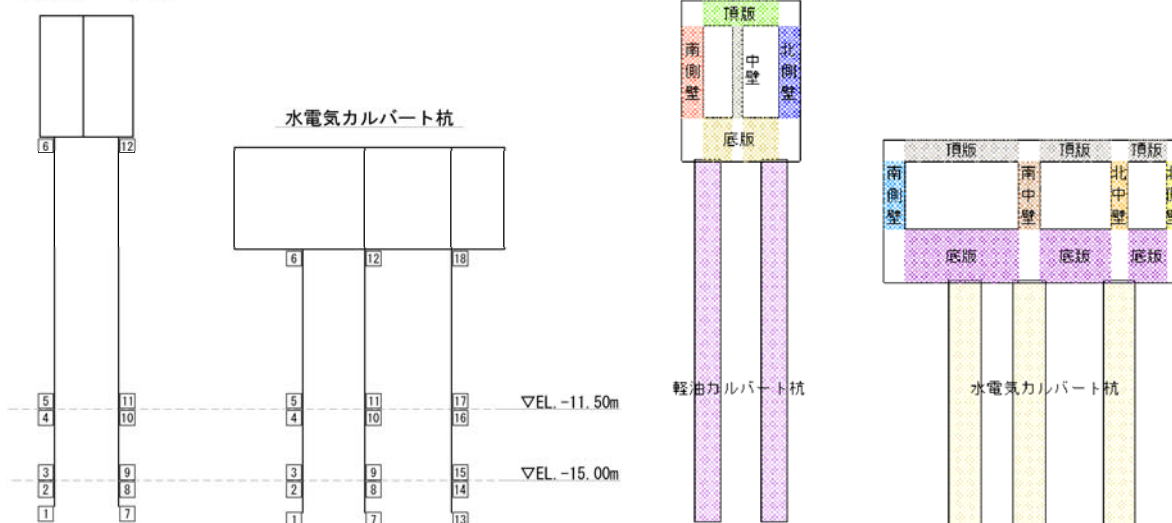 水電気カルバート杭
6
12
6
12
18
5
11
5
11
17
▽EL.-11.50m
4
10
4
10
16
3
9
3
9
15
▽EL.-15.00m
2
8
2
8
14
1
7
1
7
13
頂版
南側壁
中壁
北側壁
底版
軽油カルバート杭
頂版
頂版
頂版
南側壁
南中壁
北中壁
底版
底版
底版
水電気カルバート杭